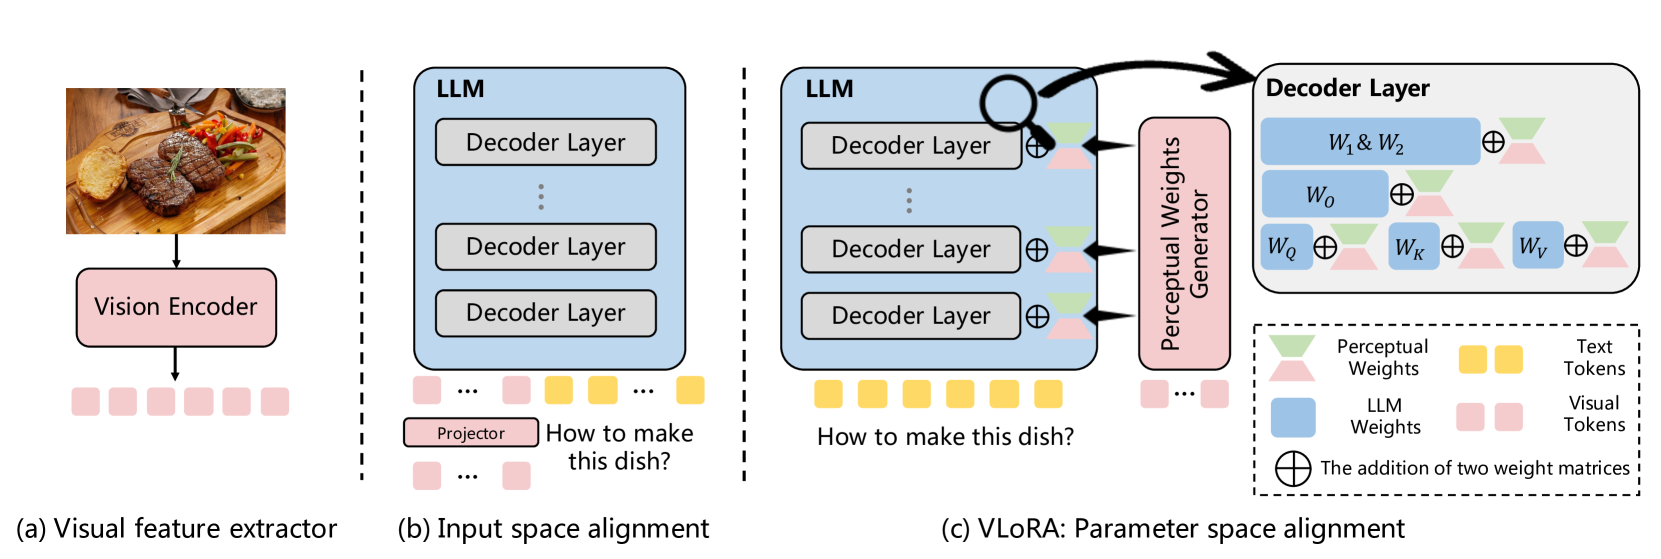 Vision Encoder
(a) Visual feature extractor
LLM
Decoder Layer
Decoder Layer
Decoder Layer
Projector
How to make
this dish?
(b) Input space alignment
LLM
Decoder Layer
Decoder Layer
Decoder Layer
How to make this dish?
Perceptual Weights
Generator
Decoder Layer
W₁ & W₂
W_O
W_Q
W_K
W_V
Perceptual
Weights
Text
Tokens
LLM
Weights
Visual
Tokens
The addition of two weight matrices
(c) VLoRA: Parameter space alignment